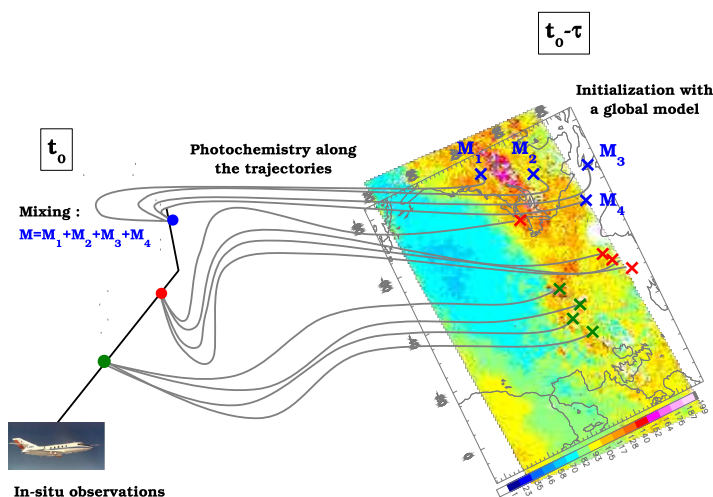 t0-τ
Initialization with
a global model
t0
Photochemistry along
the trajectories
M1
M2
M3
M4
Mixing :
M=M1+M2+M3+M4
In-situ observations